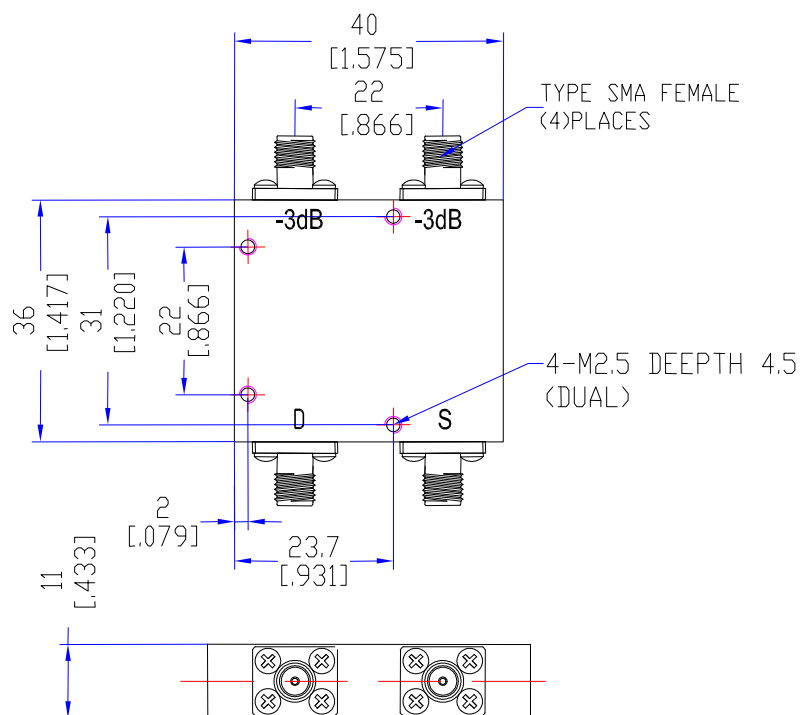 40
[1.575]
22
[.866]
TYPE SMA FEMALE
(4)PLACES
-3dB
-3dB
36
[1.417]
31
[1.220]
22
[.866]
4-M2.5 DEEPTH 4.5
(DUAL)
D
S
2
[.079]
23.7
[.931]
11
[.433]